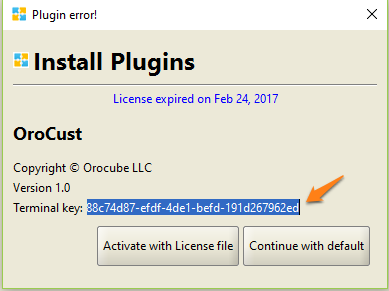 Plugin error!
Install Plugins
License expired on Feb 24, 2017
OroCust
Copyright © Orocube LLC
Version 1.0
Terminal key: 88c74d87-efdf-4de1-befd-191d267962ed
Activate with License file
Continue with default